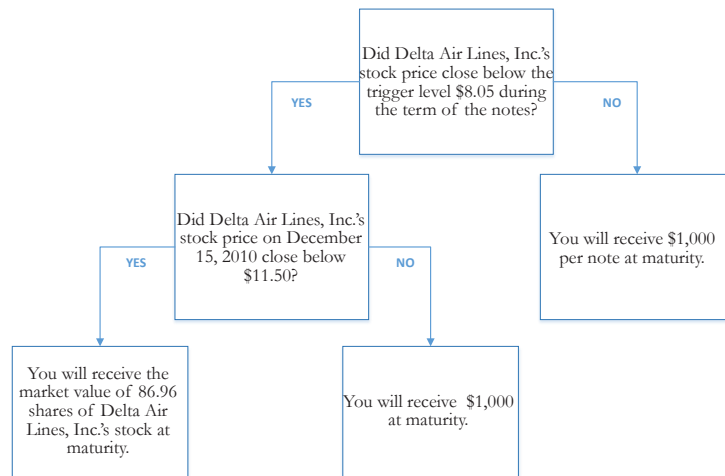 Did Delta Air Lines, Inc.'s
stock price close below the
trigger level $8.05 during
the term of the notes?
YES
NO
Did Delta Air Lines, Inc.'s
stock price on December
15, 2010 close below
$11.50?
You will receive $1,000
per note at maturity.
YES
NO
You will receive the
market value of 86.96
shares of Delta Air
Lines, Inc.'s stock at
maturity.
You will receive $1,000
at maturity.